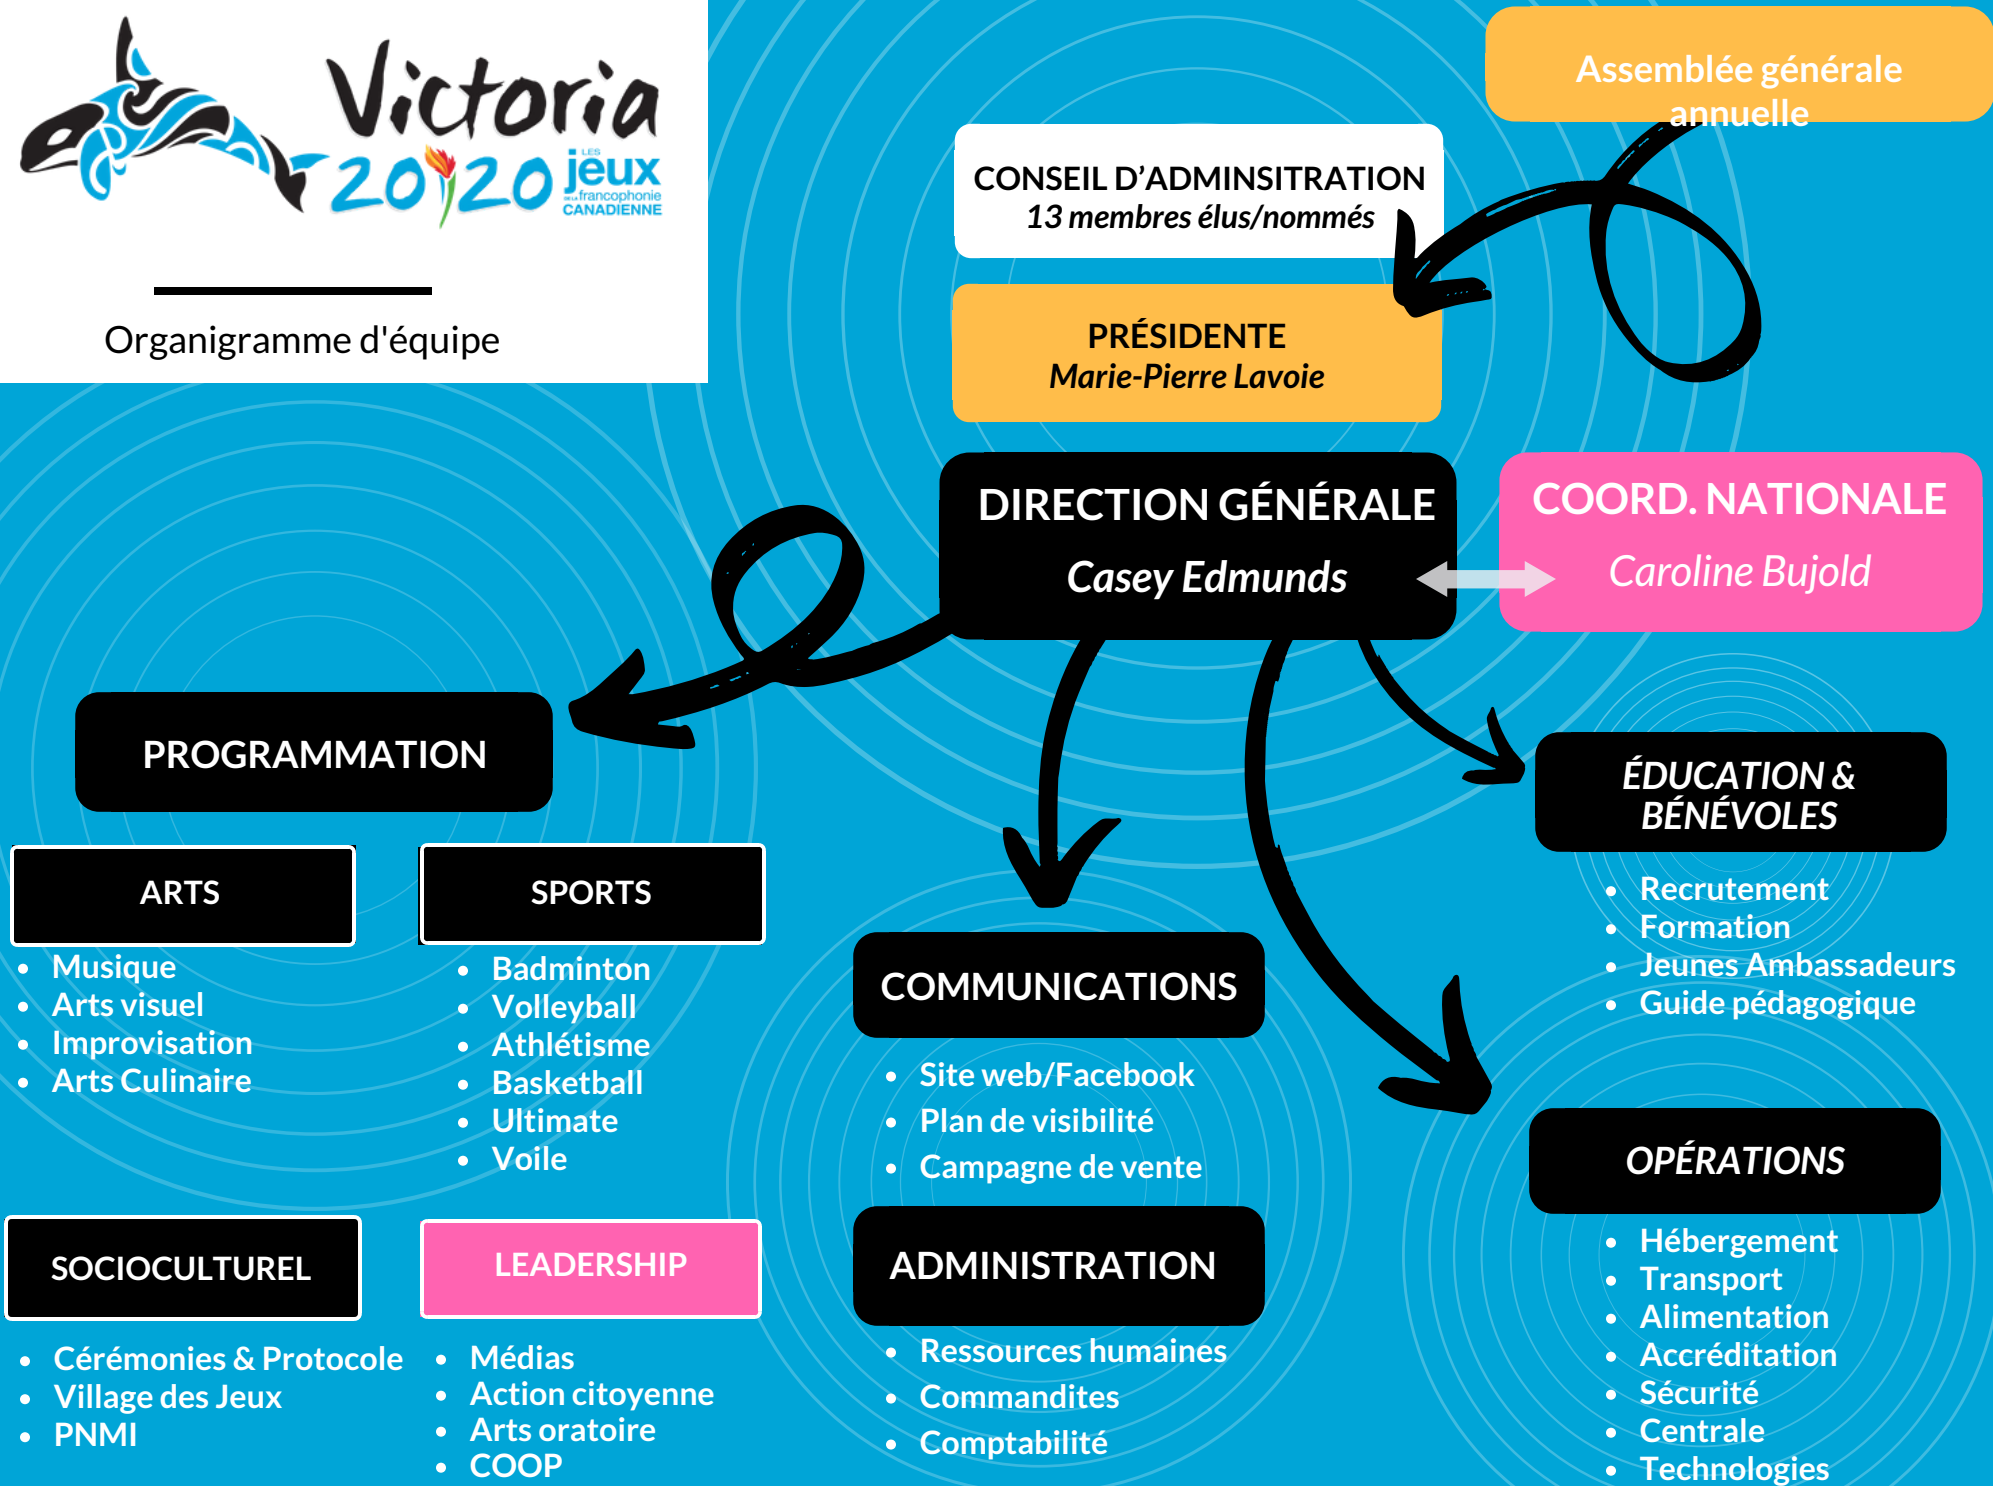 Victoria
2020
LES
jeux
DE LA francophonie
CANADIENNE
Organigramme d'équipe
Assemblée générale
annuelle
CONSEIL D’ADMINSITRATION
13 membres élus/nommés
PRÉSIDENTE
Marie-Pierre Lavoie
DIRECTION GÉNÉRALE
Casey Edmunds
COORD. NATIONALE
Caroline Bujold
PROGRAMMATION
ARTS
Musique
Arts visuel
Improvisation
Arts Culinaire
SPORTS
Badminton
Volleyball
Athlétisme
Basketball
Ultimate
Voile
SOCIOCULTUREL
Cérémonies & Protocole
Village des Jeux
PNMI
LEADERSHIP
Médias
Action citoyenne
Arts oratoire
COOP
COMMUNICATIONS
Site web/Facebook
Plan de visibilité
Campagne de vente
ADMINISTRATION
Ressources humaines
Commandites
Comptabilité
ÉDUCATION &
BÉNÉVOLES
Recrutement
Formation
Jeunes Ambassadeurs
Guide pédagogique
OPÉRATIONS
Hébergement
Transport
Alimentation
Accréditation
Sécurité
Centrale
Technologies